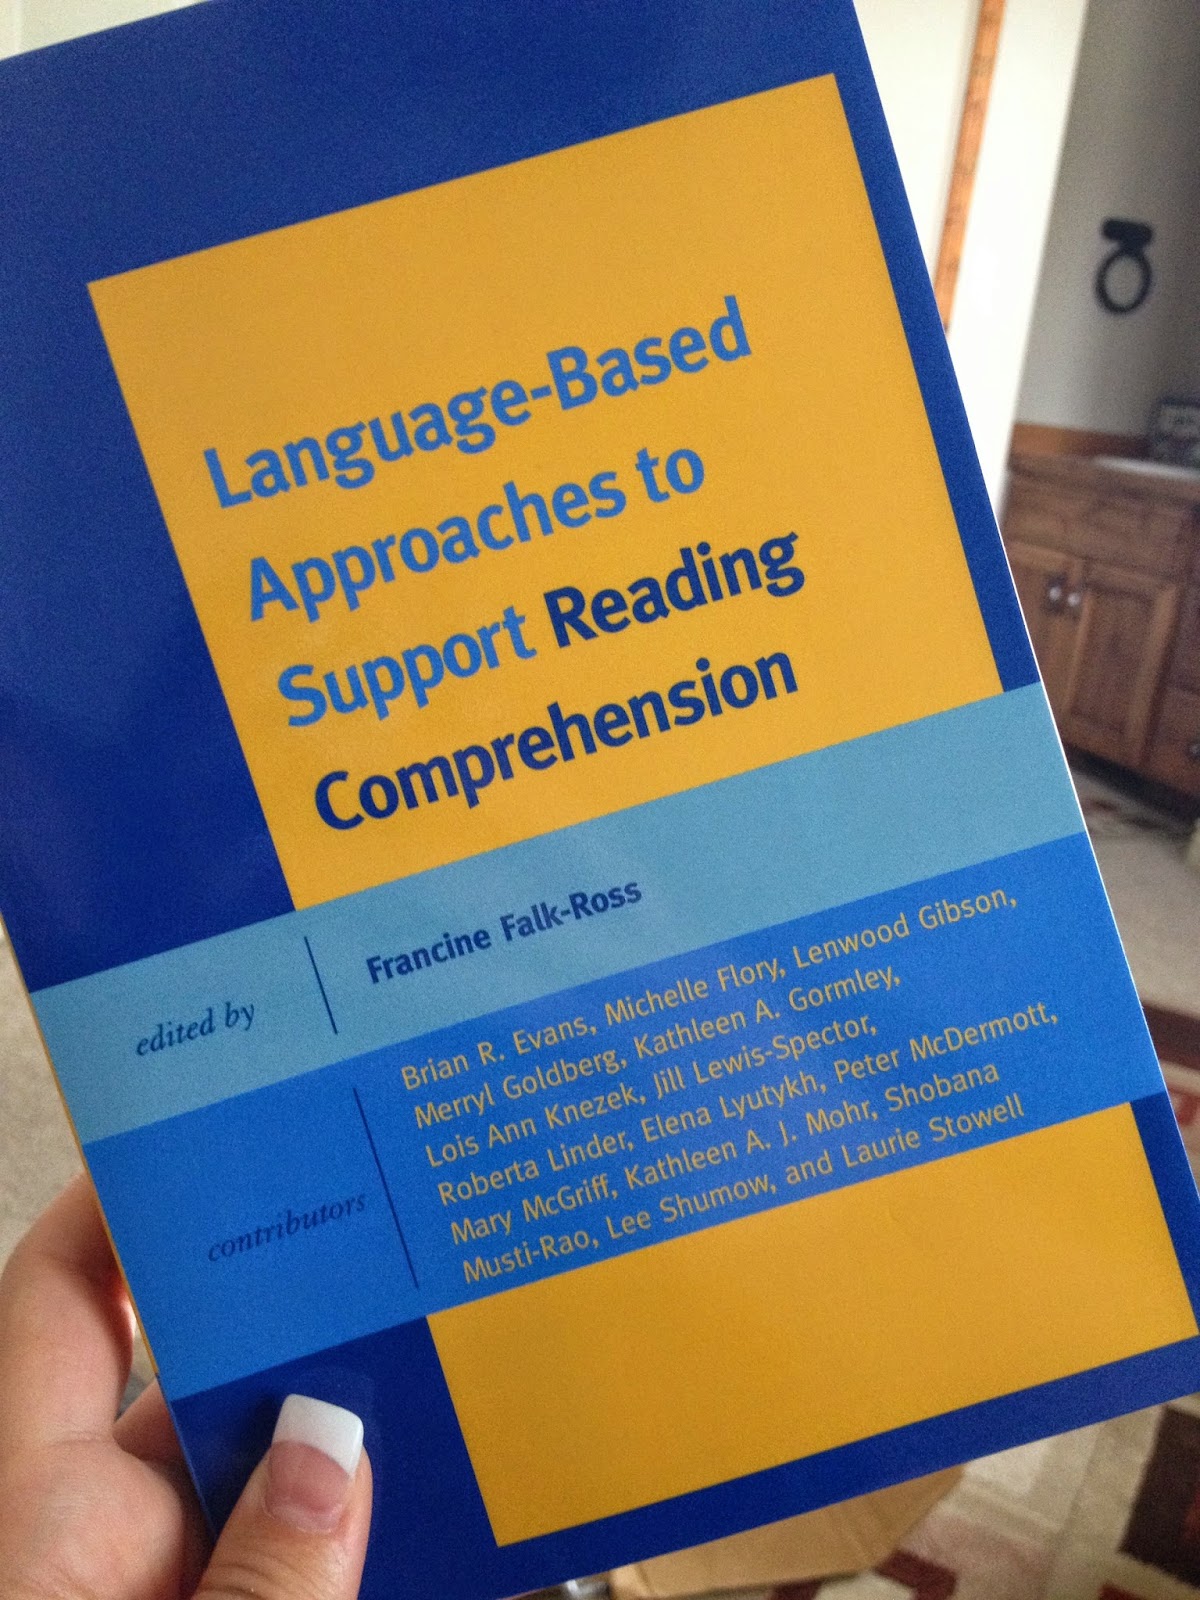 Language-Based
Approaches to
Support Reading
Comprehension
edited by
Francine Falk-Ross
contributors
Brian R. Evans, Michelle Flory, Lenwood Gibson,
Merryl Goldberg, Kathleen A. Gormley,
Lois Ann Knezek, Jill Lewis-Spector,
Roberta Linder, Elena Lyutykh, Peter McDermott,
Mary McGriff, Kathleen A. J. Mohr, Shobana
Musti-Rao, Lee Shumow, and Laurie Stowell